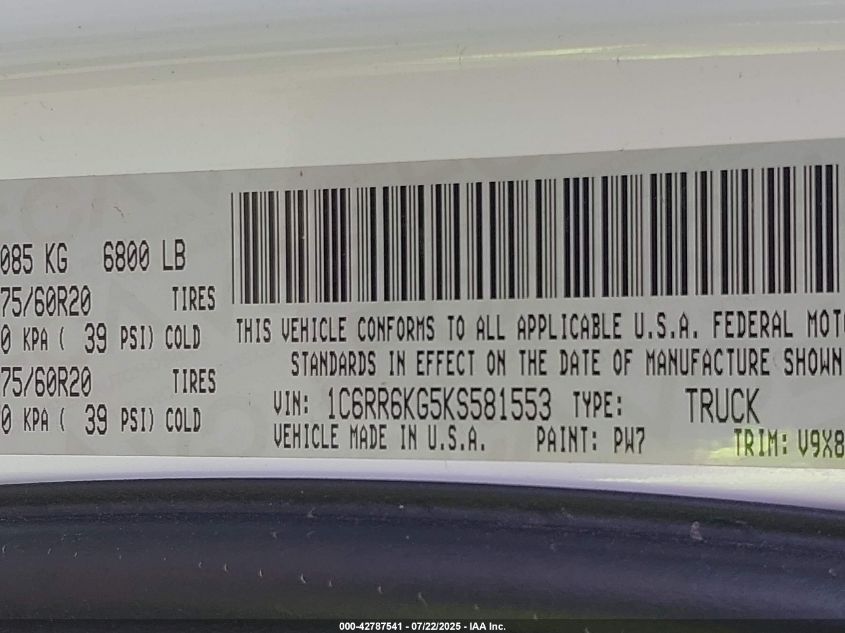 085 KG 6800 LB
75/60R20 TIRES
0 KPA ( 39 PSI) COLD
75/60R20 TIRES
0 KPA ( 39 PSI) COLD
THIS VEHICLE CONFORMS TO ALL APPLICABLE U.S.A. FEDERAL MOTO
STANDARDS IN EFFECT ON THE DATE OF MANUFACTURE SHOWN
VIN: 1C6RR6KG5KS581553 TYPE: TRUCK
VEHICLE MADE IN U.S.A. PAINT: PW7 TRIM: V9X8
000-42787541 - 07/22/2025 - IAA Inc.